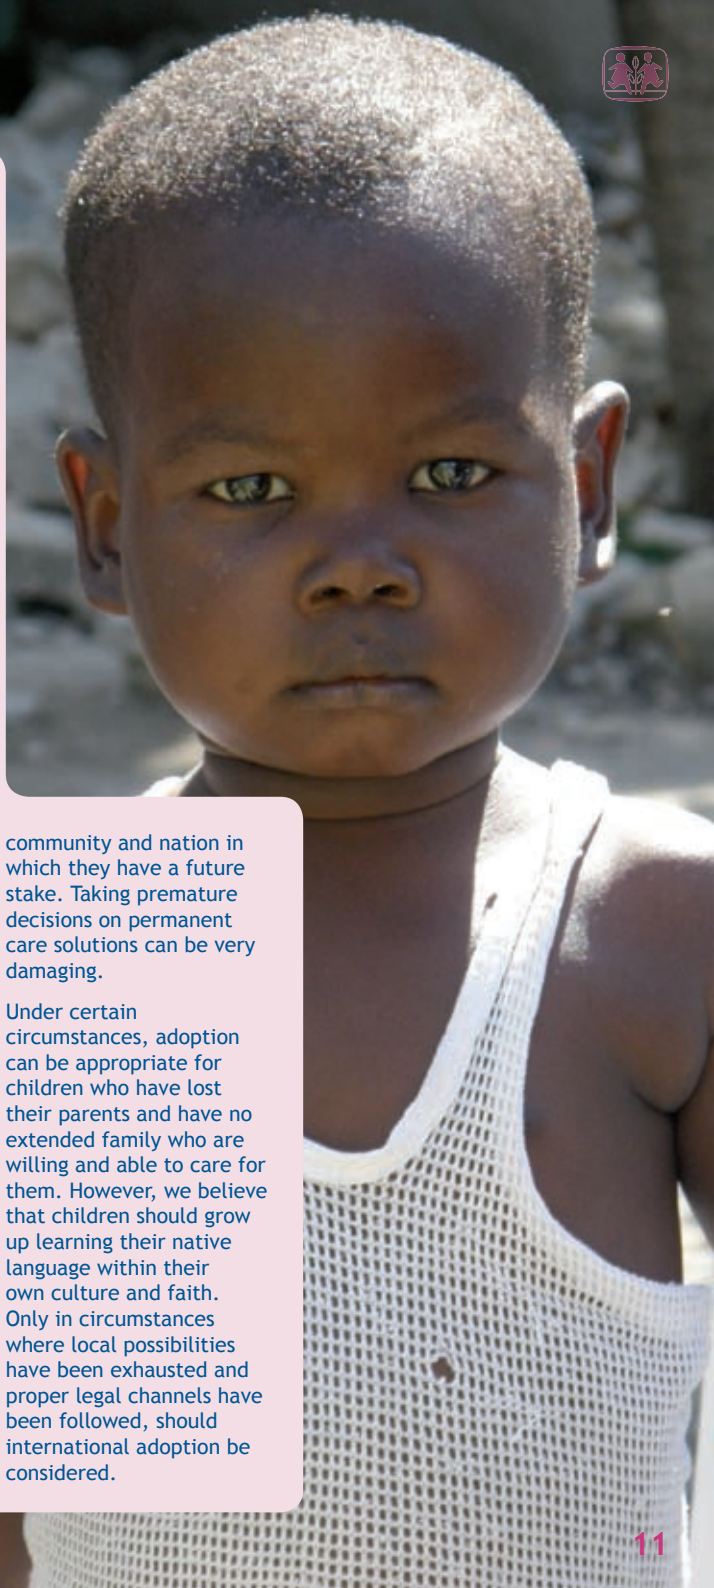 community and nation in
which they have a future
stake. Taking premature
decisions on permanent
care solutions can be very
damaging.
Under certain
circumstances, adoption
can be appropriate for
children who have lost
their parents and have no
extended family who are
willing and able to care for
them. However, we believe
that children should grow
up learning their native
language within their
own culture and faith.
Only in circumstances
where local possibilities
have been exhausted and
proper legal channels have
been followed, should
international adoption be
considered.
11